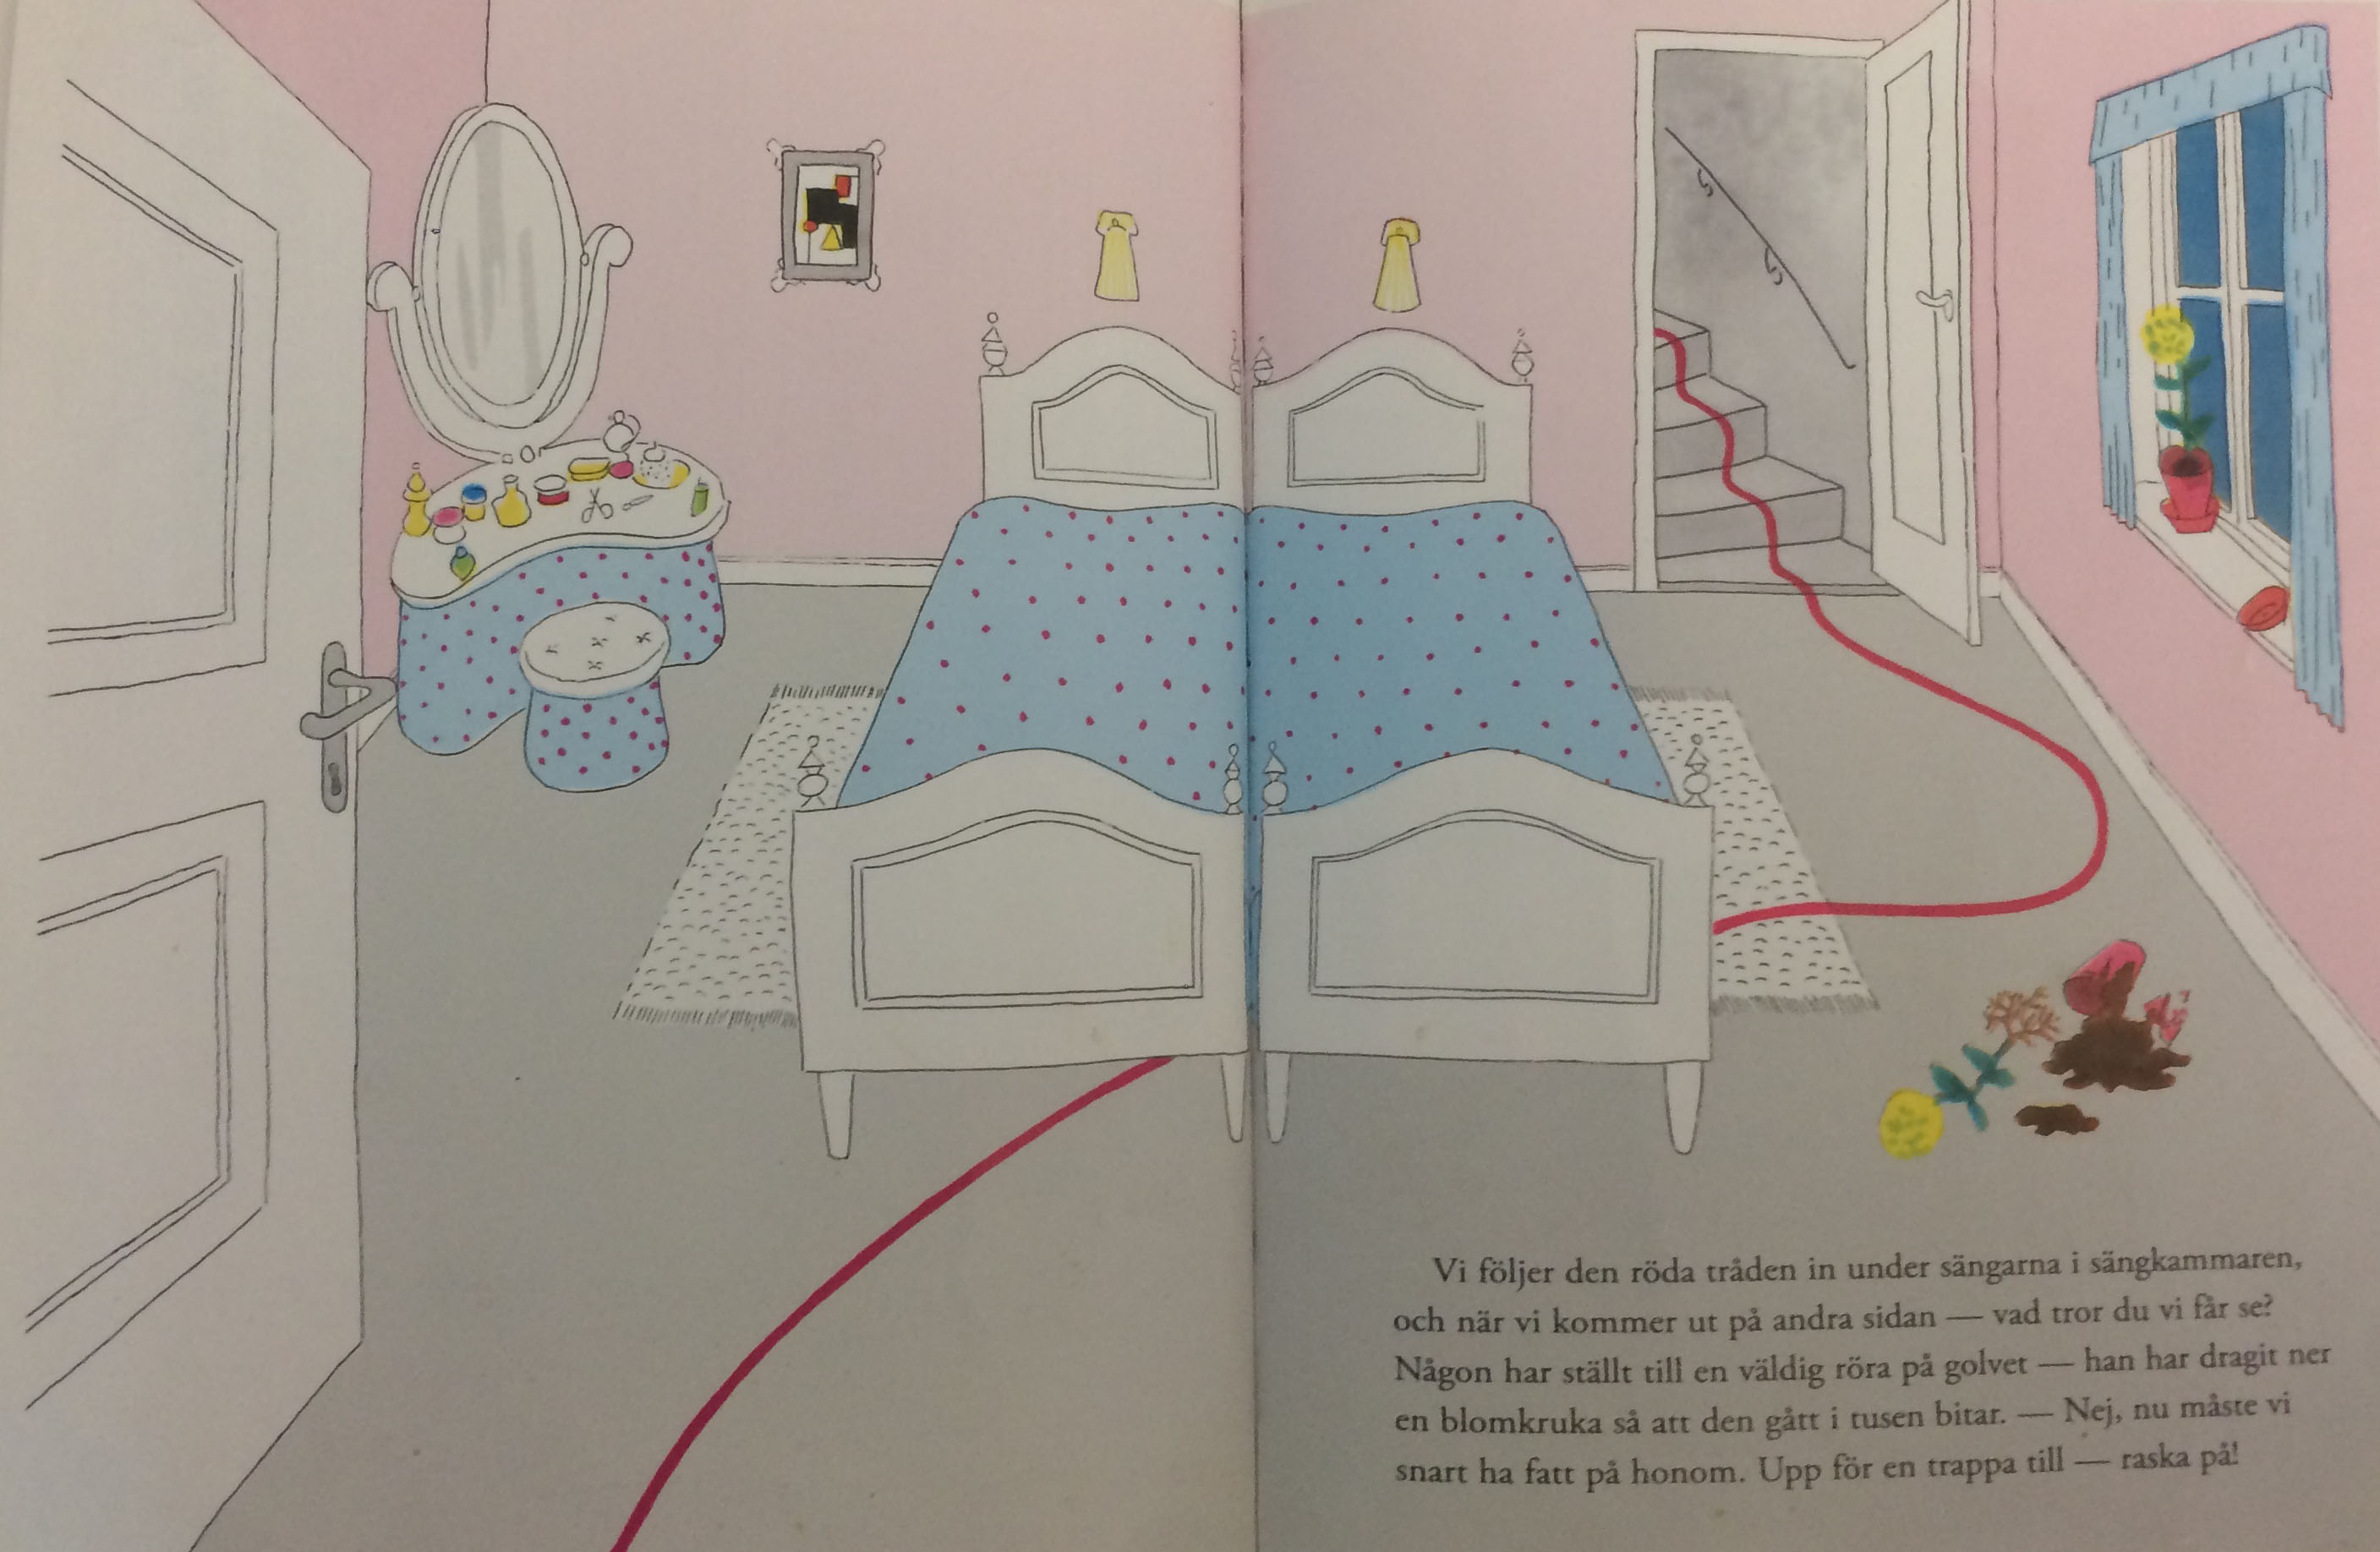 Vi följer den röda tråden in under sängarna i sängkammaren,
och när vi kommer ut på andra sidan — vad tror du vi får se?
Någon har ställt till en väldig röra på golvet — han har dragit ner
en blomkruka så att den gått i tusen bitar. — Nej, nu måste vi
snart ha fatt på honom. Upp för en trappa till — raska på!